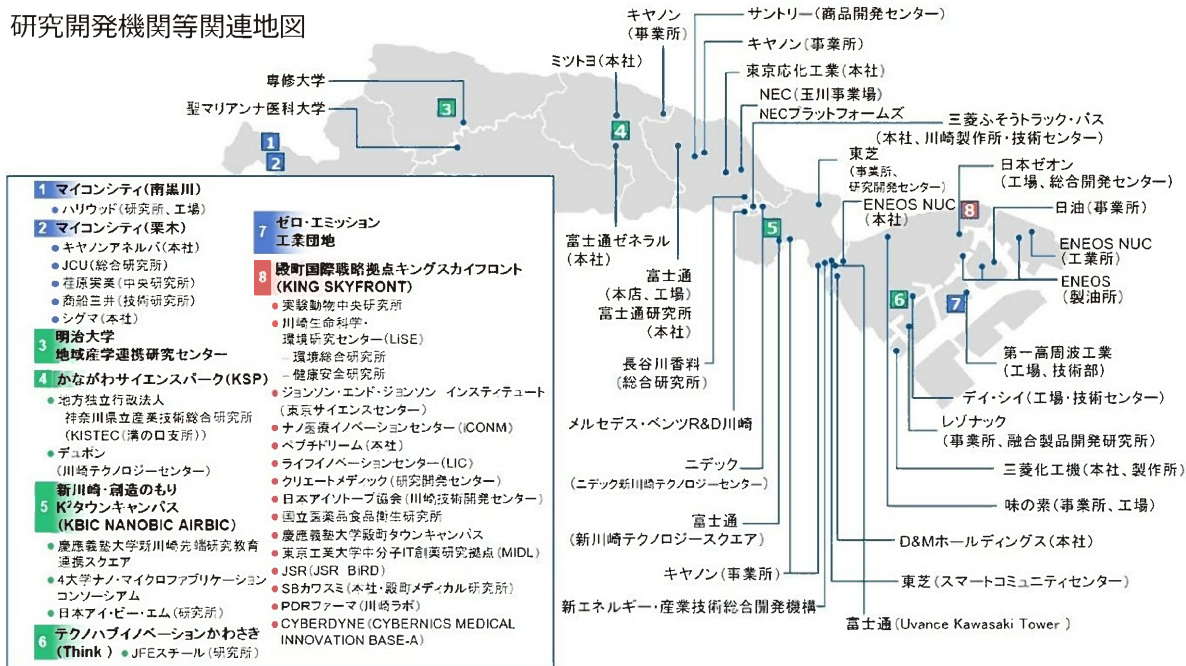 研究開発機関等関連地図
キヤノン
(事業所)
サントリー(商品開発センター)
キヤノン(事業所)
ミツトヨ(本社)
東京応化工業(本社)
専修大学
聖マリアンナ医科大学
NEC(玉川事業場)
NECプラットフォームズ
三菱ふそうトラック・バス
(本社、川崎製作所・技術センター)
東芝
(事業所、
研究開発センター)
日本ゼオン
(工場、総合開発センター)
ENEOS NUC
(本社)
日油(事業所)
ENEOS NUC
(工業所)
ENEOS
(製油所)
1
2
3
4
5
6
7
8
富士通ゼネラル
(本社)
富士通
(本店、工場)
富士通研究所
(本社)
長谷川香料
(総合研究所)
メルセデス・ベンツR&D川崎
ニデック
(ニデック新川崎テクノロジーセンター)
富士通
(新川崎テクノロジースクエア)
キヤノン(事業所)
新エネルギー・産業技術総合開発機構
富士通(Uvance Kawasaki Tower )
東芝(スマートコミュニティセンター)
D&Mホールディングス(本社)
味の素(事業所、工場)
三菱化工機(本社、製作所)
レゾナック
(事業所、融合製品開発研究所)
デイ・シイ(工場・技術センター)
第一高周波工業
(工場、技術部)
1 マイコンシティ(南黒川)
ハリウッド(研究所、工場)
2 マイコンシティ(栗木)
キヤノンアネルバ(本社)
JCU(総合研究所)
荏原実業(中央研究所)
商船三井(技術研究所)
シグマ(本社)
3 明治大学
地域産学連携研究センター
4 かながわサイエンスパーク(KSP)
地方独立行政法人
神奈川県立産業技術総合研究所
(KISTEC(溝の口支所))
デュポン
(川崎テクノロジーセンター)
5 新川崎・創造のもり
K²タウンキャンパス
(KBIC NANOBIC AIRBIC)
慶應義塾大学新川崎先端研究教育
連携スクエア
4大学ナノ・マイクロファブリケーション
コンソーシアム
日本アイ・ビー・エム(研究所)
6 テクノハブイノベーションかわさき
(Think ) JFEスチール(研究所)
7 ゼロ・エミッション
工業団地
8 殿町国際戦略拠点キングスカイフロント
(KING SKYFRONT)
実験動物中央研究所
川崎生命科学・
環境研究センター(LiSE)
– 環境総合研究所
– 健康安全研究所
ジョンソン・エンド・ジョンソン インスティテュート
(東京サイエンスセンター)
ナノ医療イノベーションセンター(iCONM)
ペプチドリーム(本社)
ライフイノベーションセンター(LIC)
クリエートメディック(研究開発センター)
日本アイソトープ協会(川崎技術開発センター)
国立医薬品食品衛生研究所
慶應義塾大学殿町タウンキャンパス
東京工業大学中分子IT創薬研究拠点(MIDL)
JSR(JSR BiRD)
SBカワスミ(本社・殿町メディカル研究所)
PDRファーマ(川崎ラボ)
CYBERDYNE(CYBERNICS MEDICAL
INNOVATION BASE-A)